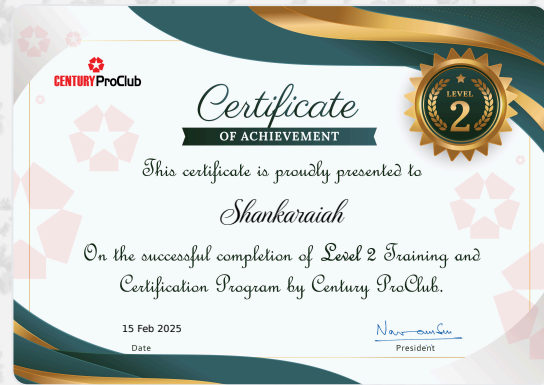 CENTURY ProClub
LEVEL
2
Certificate
OF ACHIEVEMENT
This certificate is proudly presented to
Shankaraiah
On the successful completion of Level 2 Training and
Certification Program by Century ProClub.
15 Feb 2025
Date
President